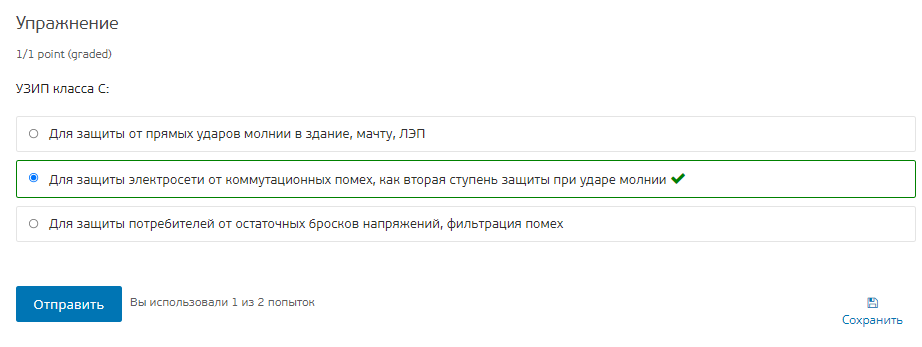 Упражнение
1/1 point (graded)
УЗИП класса С:
Для защиты от прямых ударов молнии в здание, мачту, ЛЭП
Для защиты электросети от коммутационных помех, как вторая ступень защиты при ударе молнии
Для защиты потребителей от остаточных бросков напряжений, фильтрация помех
Отправить
Вы использовали 1 из 2 попыток
Сохранить